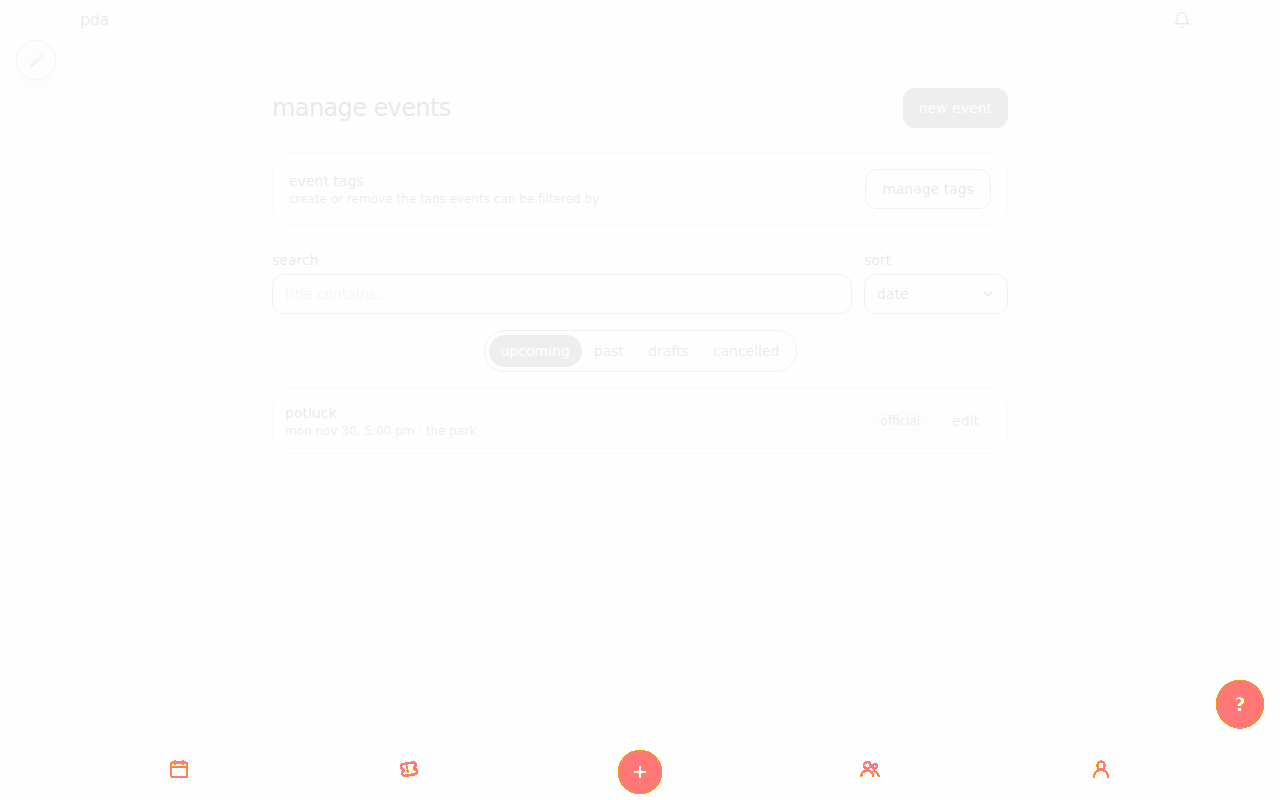 pda
manage events
new event
event tags
create or remove the tags events can be filtered by
manage tags
search
sort
title contains...
date
upcoming
past
drafts
cancelled
potluck
mon nov 30, 5:00 pm · the park
official
edit
?
+